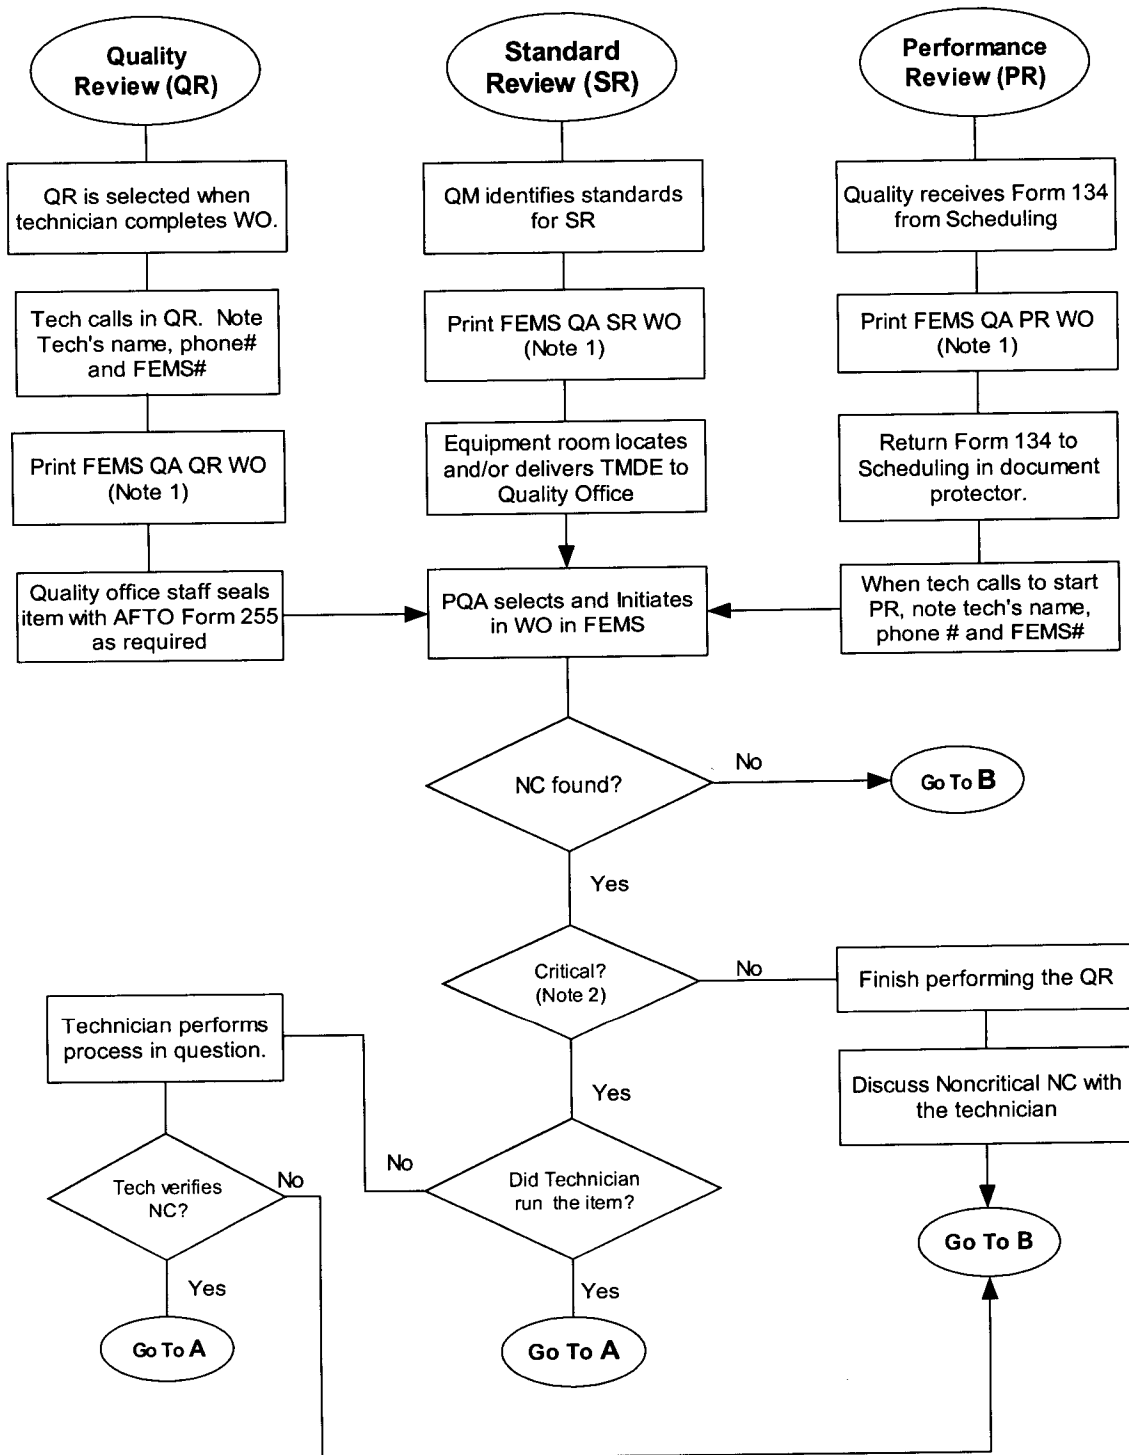 Quality
Review (QR)
Standard
Review (SR)
Performance
Review (PR)
QR is selected when
technician completes WO.
QM identifies standards
for SR
Quality receives Form 134
from Scheduling
Tech calls in QR. Note
Tech's name, phone#
and FEMS#
Print FEMS QA SR WO
(Note 1)
Print FEMS QA PR WO
(Note 1)
Print FEMS QA QR WO
(Note 1)
Equipment room locates
and/or delivers TMDE to
Quality Office
Return Form 134 to
Scheduling in document
protector.
Quality office staff seals
item with AFTO Form 255
as required
PQA selects and Initiates
in WO in FEMS
When tech calls to start
PR, note tech's name,
phone # and FEMS#
NC found?
No
Go To B
Yes
Critical?
(Note 2)
No
Finish performing the QR
Technician performs
process in question.
Yes
Discuss Noncritical NC with
the technician
Tech verifies
NC?
No
No
Did Technician
run the item?
Go To B
Yes
Yes
Go To A
Go To A